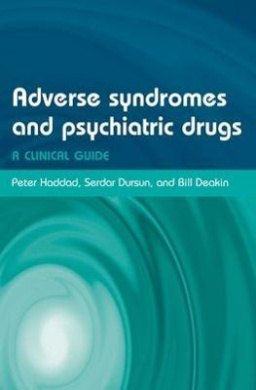 Adverse syndromes
and psychiatric drugs
A CLINICAL GUIDE
Peter Haddad, Serdar Dursun, and Bill Deakin